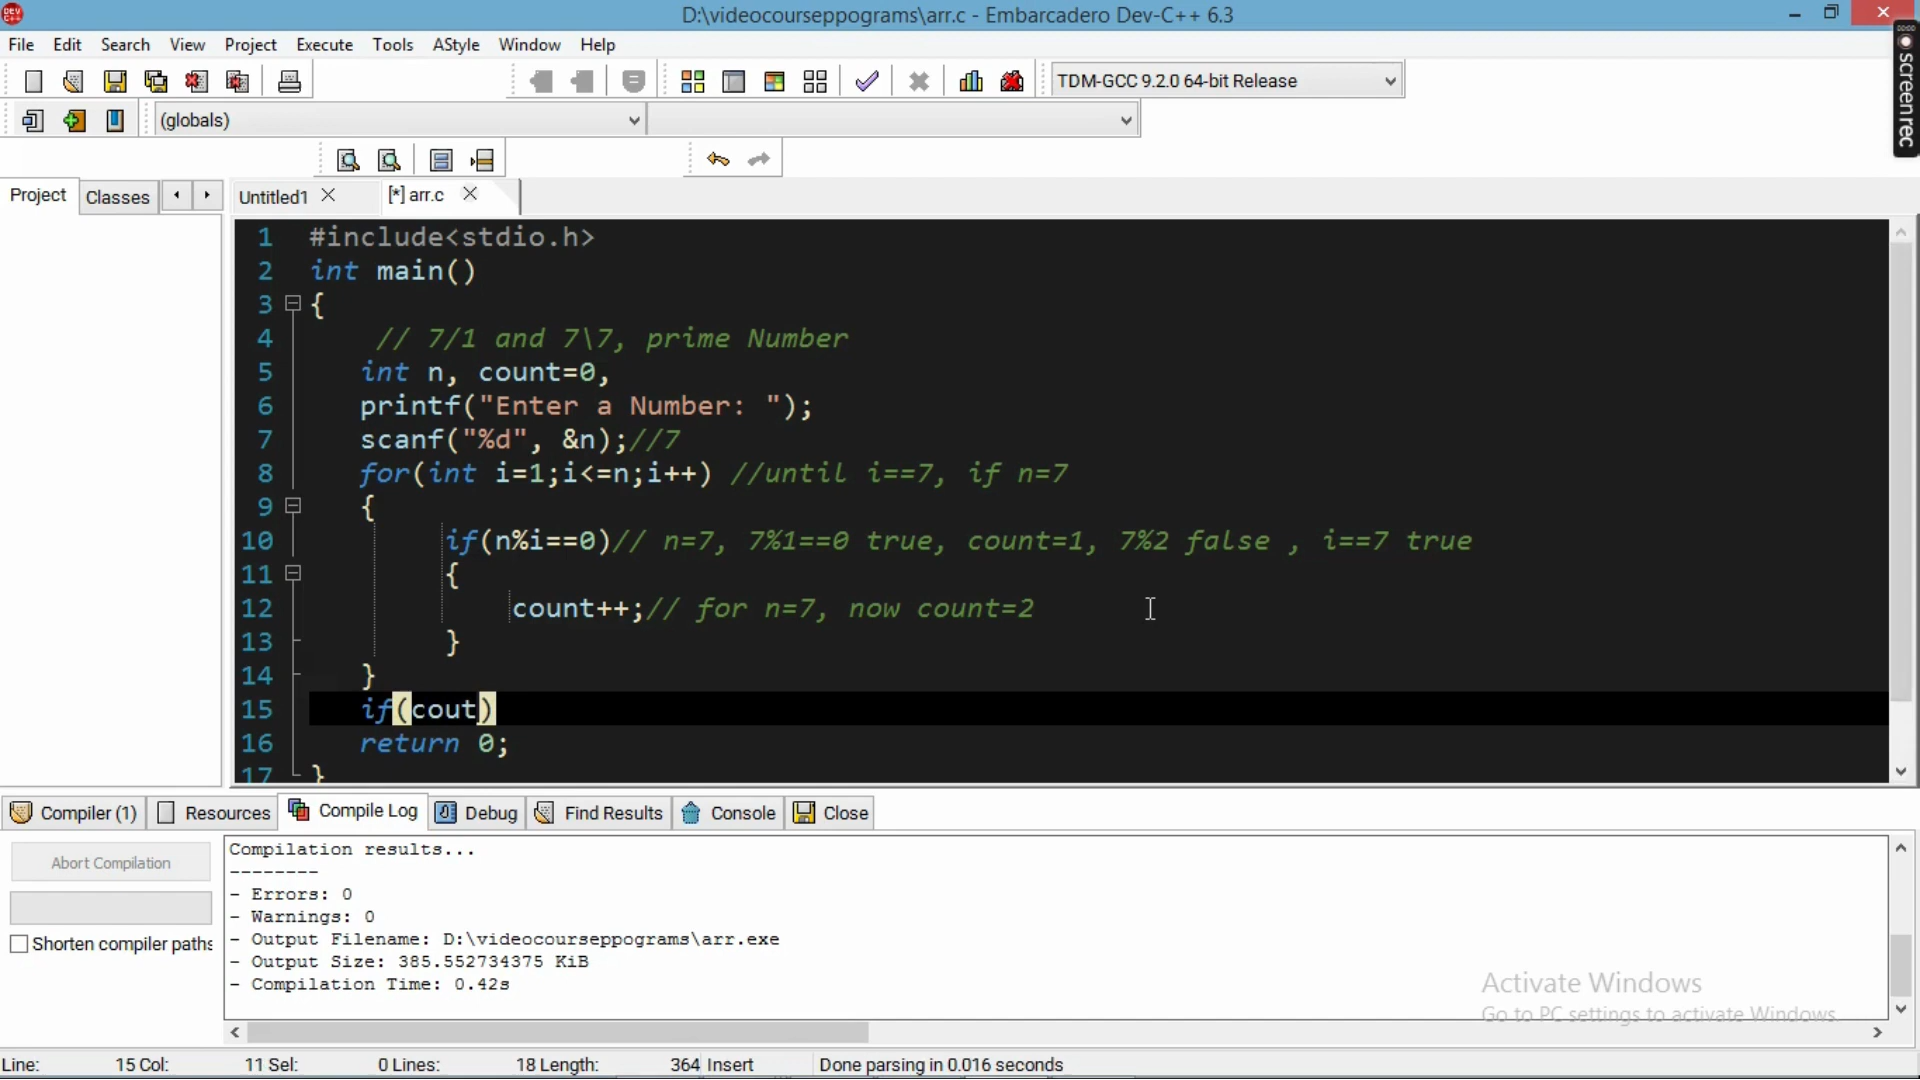 D:\videocourseppograms\arr.c - Embarcadero Dev-C++ 6.3
File Edit Search View Project Execute Tools AStyle Window Help
TDM-GCC 9.2.0 64-bit Release
(globals)
screenrec
Project Classes Untitled1 [*] arr.c
1 #include<stdio.h>
2 int main()
3 {
4 // 7/1 and 7\7, prime Number
5 int n, count=0,
6 printf("Enter a Number: ");
7 scanf("%d", &n);//7
8 for(int i=1;i<=n;i++) //until i==7, if n=7
9 {
10 if(n%i==0)// n=7, 7%1==0 true, count=1, 7%2 false , i==7 true
11 {
12 count++;// for n=7, now count=2
13 }
14 }
15 if(cout)
16 return 0;
17 }
Compiler (1) Resources Compile Log Debug Find Results Console Close
Abort Compilation
Shorten compiler paths
Compilation results...
--------
- Errors: 0
- Warnings: 0
- Output Filename: D:\videocourseppograms\arr.exe
- Output Size: 385.552734375 KiB
- Compilation Time: 0.42s
Activate Windows
Go to PC settings to activate Windows.
Line: 15 Col: 11 Sel: 0 Lines: 18 Length: 364 Insert Done parsing in 0.016 seconds